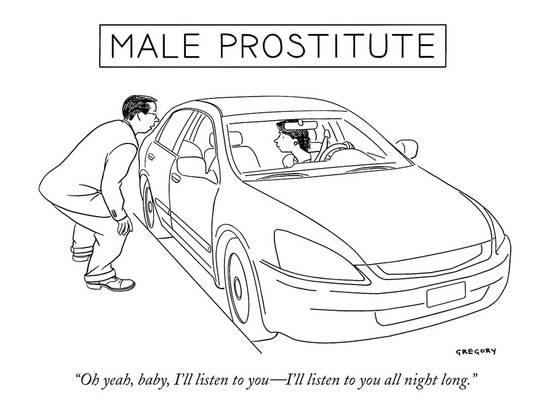 MALE PROSTITUTE
GREGORY
“Oh yeah, baby, I’ll listen to you—I’ll listen to you all night long.”